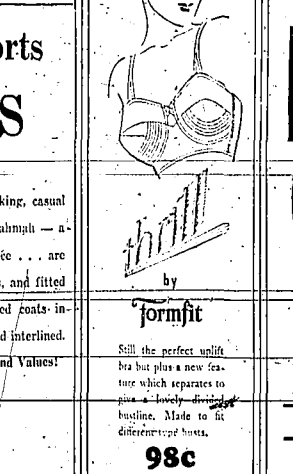 orts
S
king, casual
— a-
. . . are
, and fitted
ed coats in-
d interlined.
nd Values!
thrill
by
Formfit
Still the perfect uplift
bra but plus a new fea-
ture which separates to
give a lovely divided
bustline. Made to fit
different type busts.
98c